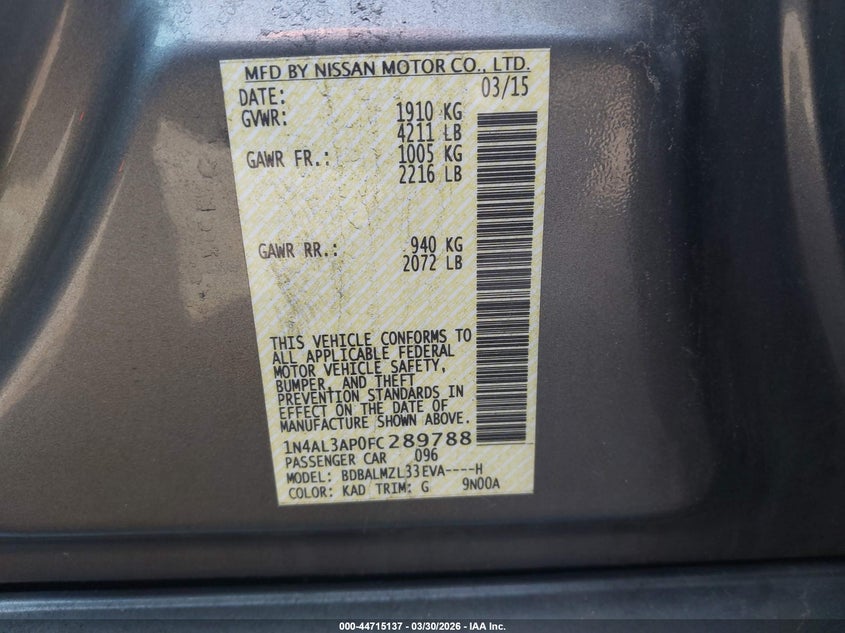 MFD BY NISSAN MOTOR CO., LTD.
DATE: 03/15
GVWR: 1910 KG
4211 LB
GAWR FR.: 1005 KG
2216 LB
GAWR RR.: 940 KG
2072 LB
THIS VEHICLE CONFORMS TO
ALL APPLICABLE FEDERAL
MOTOR VEHICLE SAFETY,
BUMPER, AND THEFT
PREVENTION STANDARDS IN
EFFECT ON THE DATE OF
MANUFACTURE SHOWN ABOVE.
1N4AL3AP0FC289788
PASSENGER CAR 096
MODEL: BDBALMZL33EVA----H
COLOR: KAD TRIM: G 9N00A
000-44715137 - 03/30/2026 - IAA Inc.